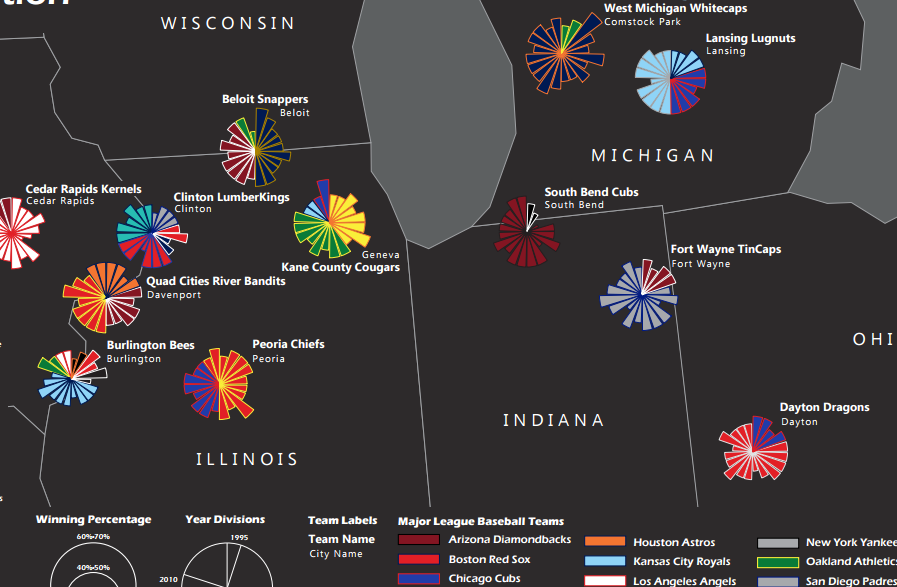 WISCONSIN
West Michigan Whitecaps
Comstock Park
Lansing Lugnuts
Lansing
Beloit Snappers
Beloit
MICHIGAN
Cedar Rapids Kernels
Cedar Rapids
Clinton LumberKings
Clinton
South Bend Cubs
South Bend
Geneva
Kane County Cougars
Fort Wayne TinCaps
Fort Wayne
Quad Cities River Bandits
Davenport
OHI
Burlington Bees
Burlington
Peoria Chiefs
Peoria
Dayton Dragons
Dayton
INDIANA
ILLINOIS
Winning Percentage
60%-70%
40%-50%
Year Divisions
1995
2010
Team Labels
Team Name
City Name
Major League Baseball Teams
Arizona Diamondbacks
Boston Red Sox
Chicago Cubs
Houston Astros
Kansas City Royals
Los Angeles Angels
New York Yankee
Oakland Athletics
San Diego Padres